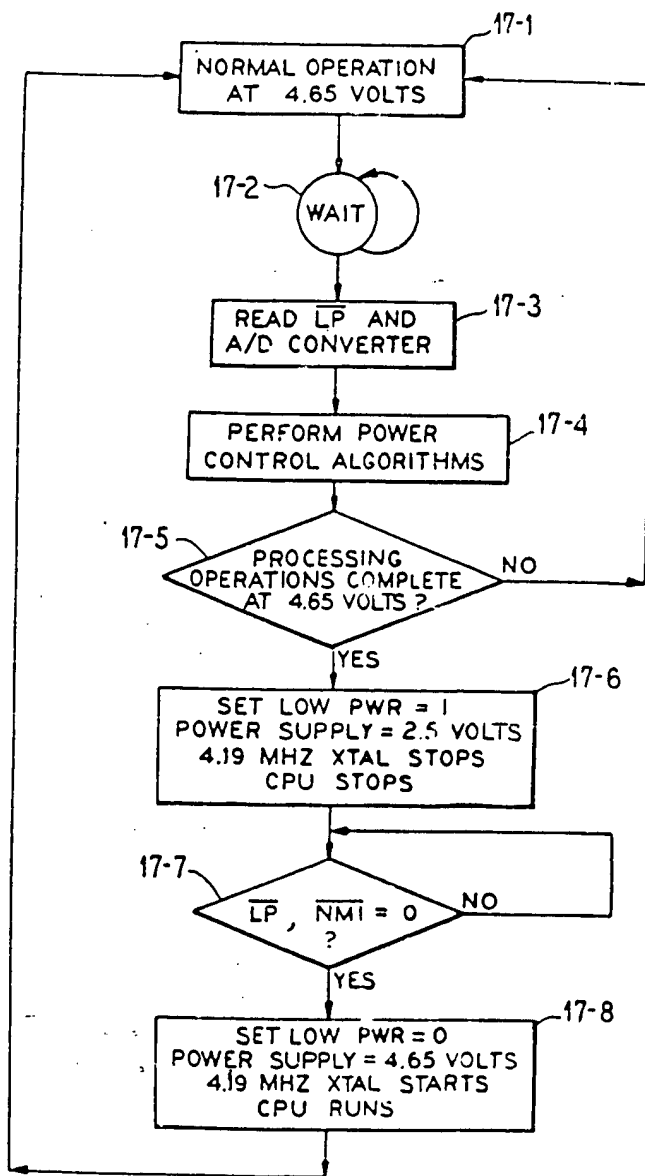 17-1
NORMAL OPERATION
AT 4.65 VOLTS
17-2
WAIT
17-3
READ L̅P̅ AND
A/D CONVERTER
17-4
PERFORM POWER
CONTROL ALGORITHMS
17-5
PROCESSING
OPERATIONS COMPLETE
AT 4.65 VOLTS ?
NO
YES
17-6
SET LOW PWR = 1
POWER SUPPLY = 2.5 VOLTS
4.19 MHZ XTAL STOPS
CPU STOPS
17-7
L̅P̅ , N̅M̅I̅ = 0
?
NO
YES
17-8
SET LOW PWR = 0
POWER SUPPLY = 4.65 VOLTS
4.19 MHZ XTAL STARTS
CPU RUNS